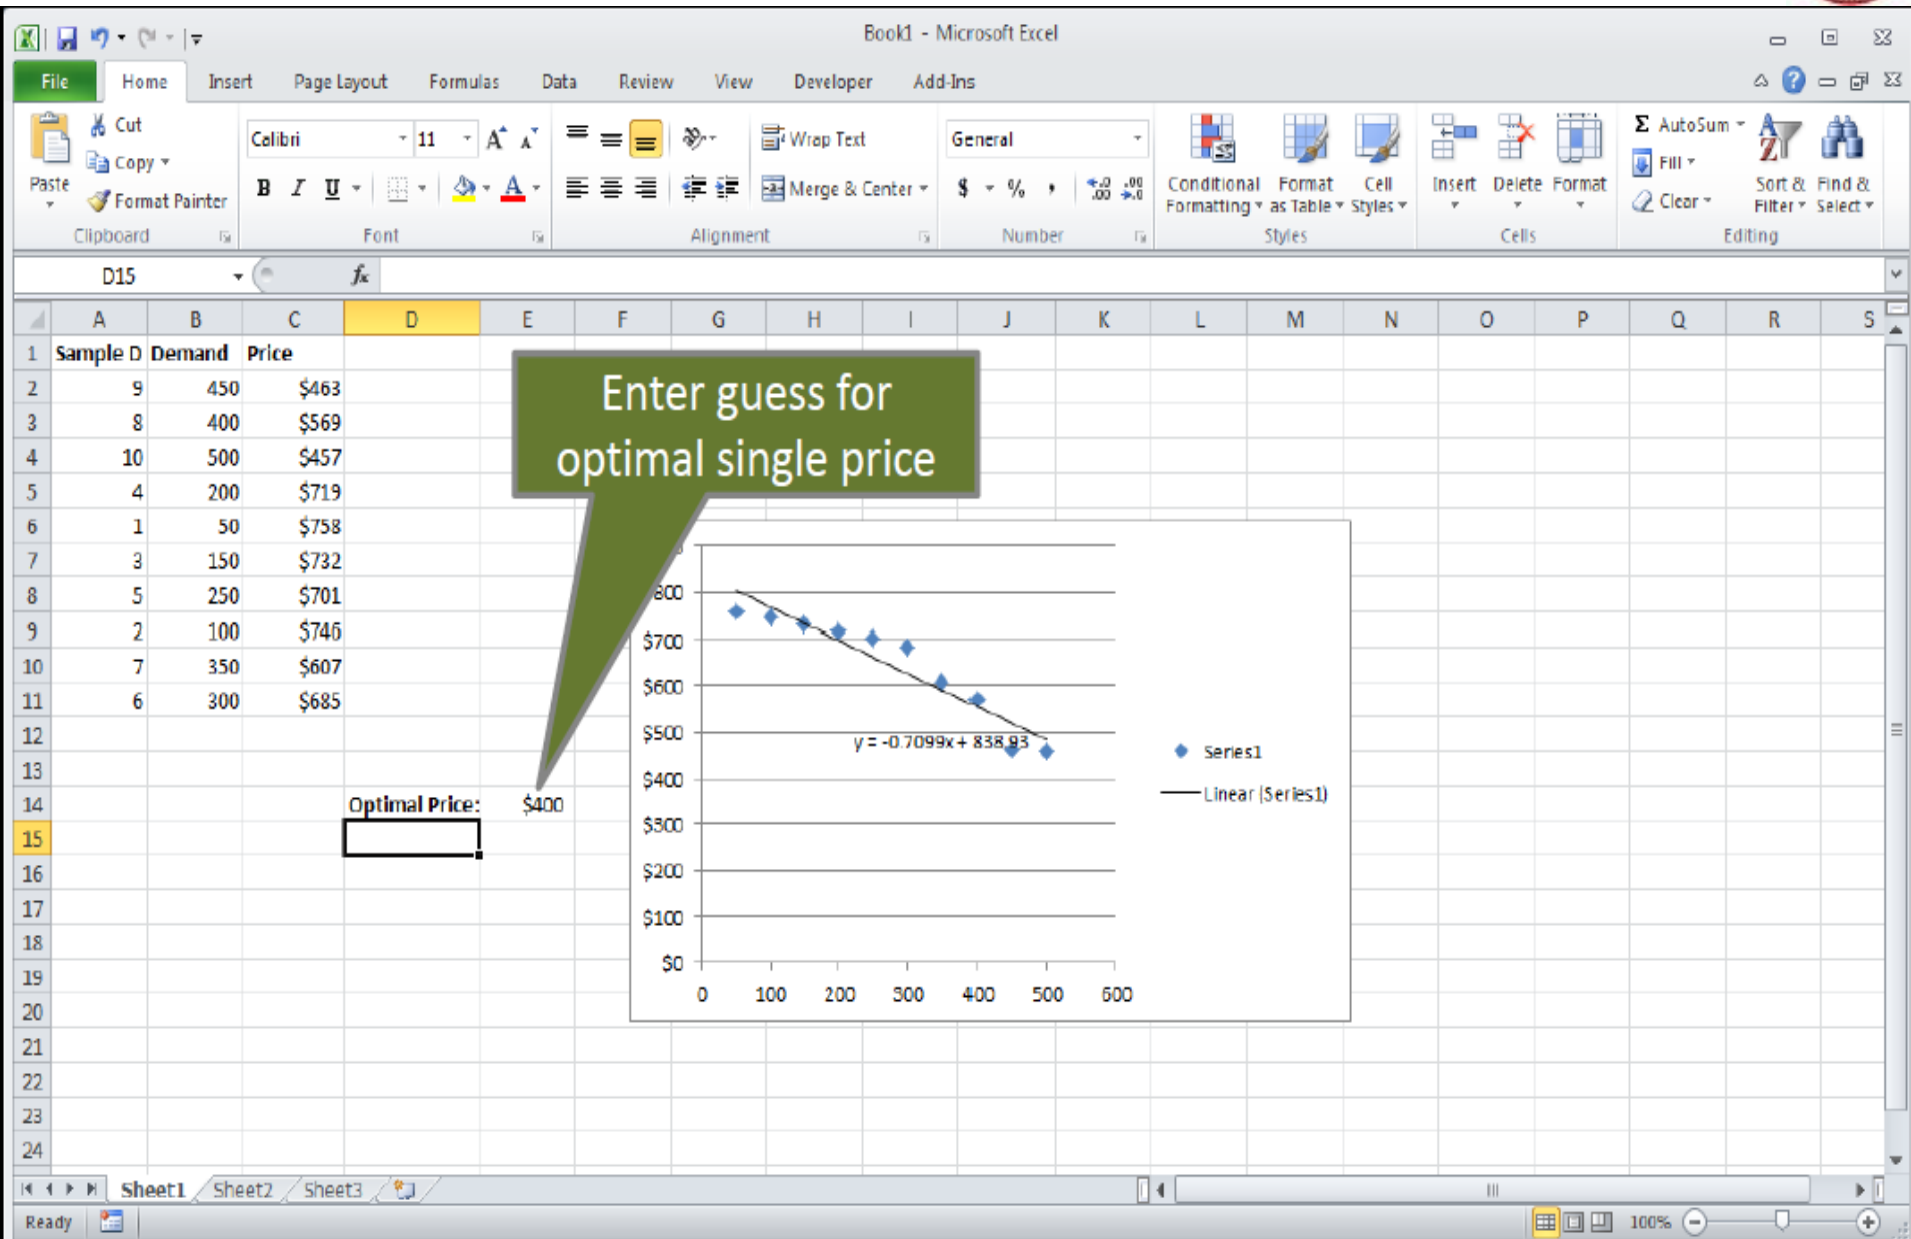 Book1 - Microsoft Excel
File Home Insert Page Layout Formulas Data Review View Developer Add-Ins
Paste
Cut
Copy
Format Painter
Clipboard
Calibri 11
B I U
Font
Wrap Text
Merge & Center
Alignment
General
$ % ,
Number
Conditional
Formatting
Format
as Table
Cell
Styles
Styles
Insert Delete Format
Cells
Σ AutoSum
Fill
Clear
Sort &
Filter
Find &
Select
Editing
D15 fx
A B C D E F G H I J K L M N O P Q R S
1 Sample D Demand Price
2 9 450 $463
3 8 400 $569
4 10 500 $457
5 4 200 $719
6 1 50 $758
7 3 150 $732
8 5 250 $701
9 2 100 $746
10 7 350 $607
11 6 300 $685
12
13
14 Optimal Price: $400
15
16
17
18
19
20
21
22
23
24
Enter guess for
optimal single price
800
$700
$600
$500
$400
$300
$200
$100
$0
0 100 200 300 400 500 600
y = -0.7099x + 838.93
Series1
Linear (Series1)
Sheet1 Sheet2 Sheet3
Ready 100%